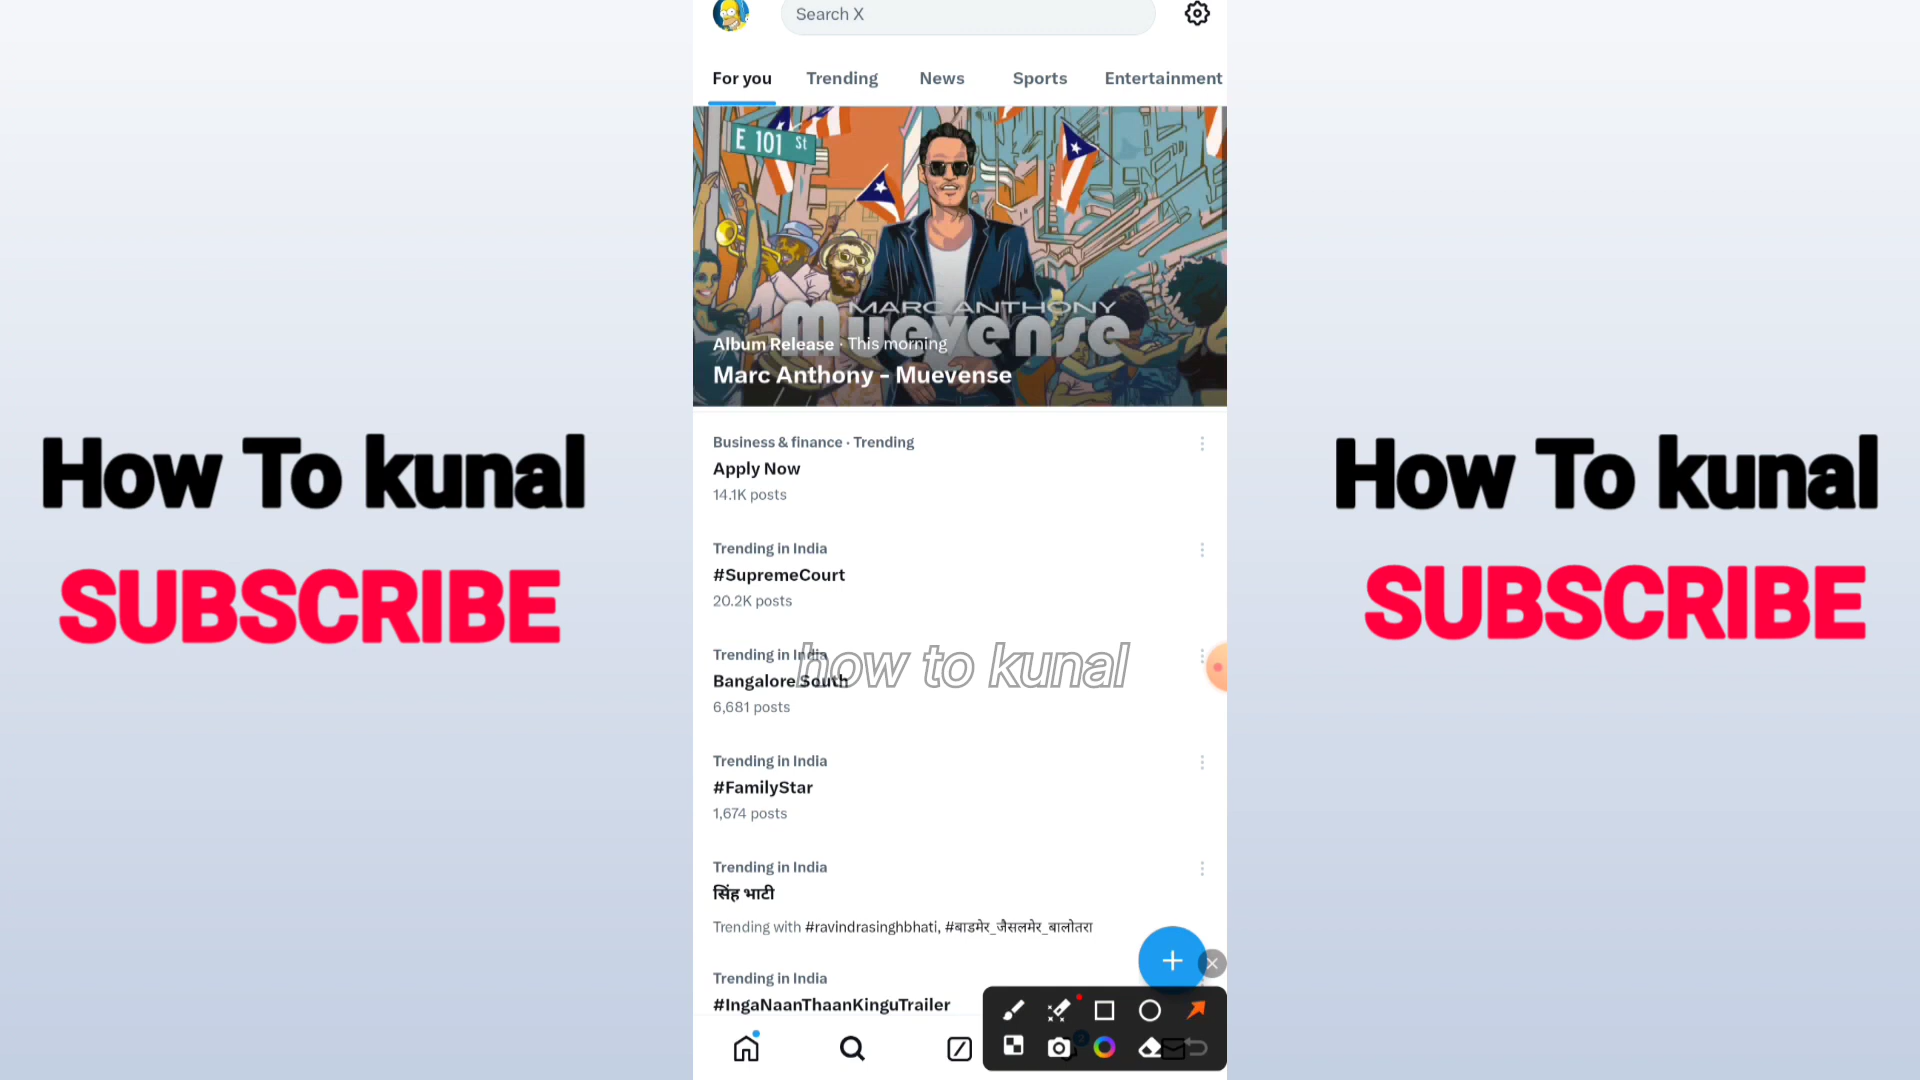 Search X
For you Trending News Sports Entertainment
E 101 St
MARC ANTHONY
Muevense
Album Release · This morning
Marc Anthony - Muevense
Business & finance · Trending
Apply Now
14.1K posts
Trending in India
#SupremeCourt
20.2K posts
Trending in India
Bangalore South
6,681 posts
how to kunal
Trending in India
#FamilyStar
1,674 posts
Trending in India
सिंह भाटी
Trending with #ravindrasinghbhati, #बाडमेर_जैसलमेर_बालोतरा
Trending in India
#IngaNaanThaanKinguTrailer
How To kunal
SUBSCRIBE
How To kunal
SUBSCRIBE